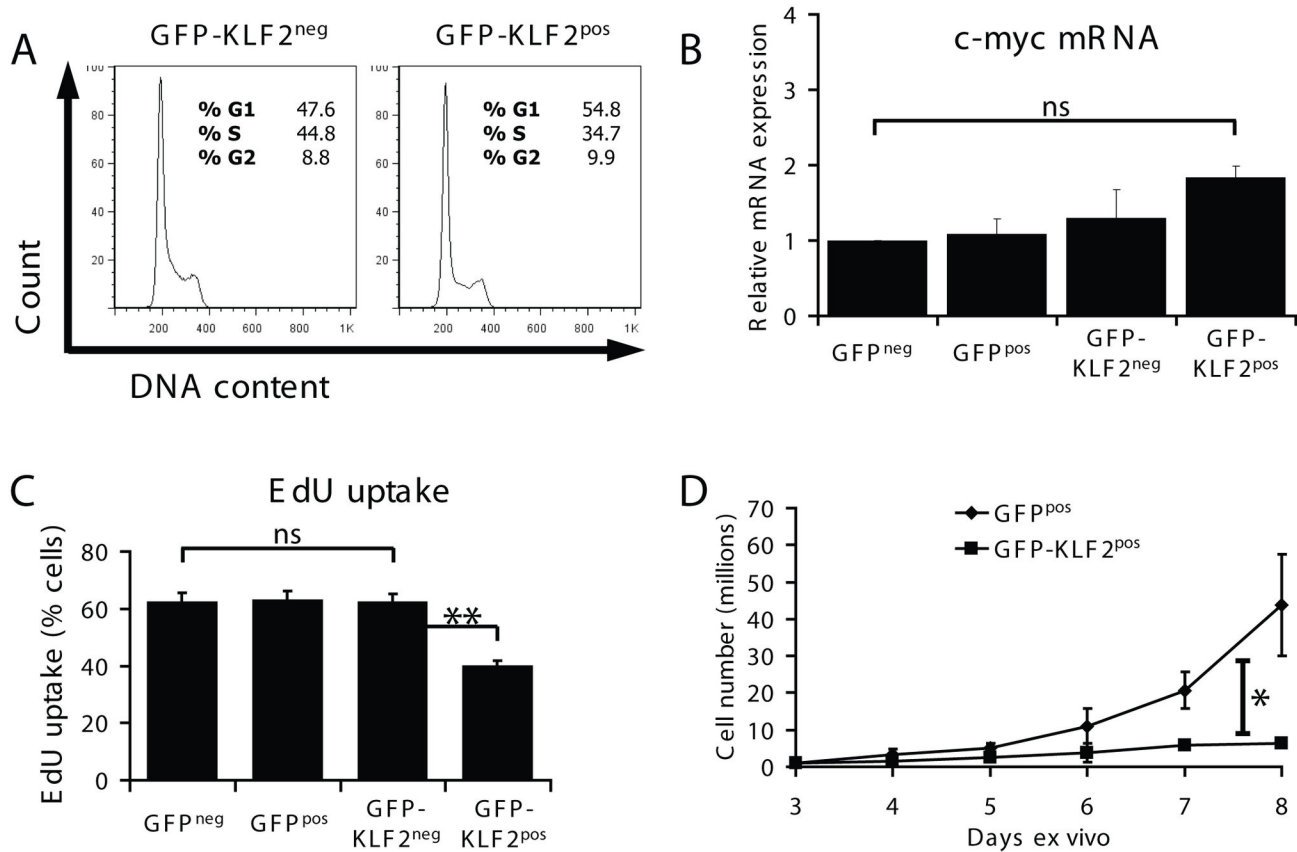 A
GFP-KLF2neg
GFP-KLF2pos
100
80
60
40
20
% G1 47.6
% S 44.8
% G2 8.8
200 400 600 800 1K
100
80
60
40
20
% G1 54.8
% S 34.7
% G2 9.9
200 400 600 800 1K
Count
DNA content
B
c-myc mRNA
Relative mRNA expression
4
3
2
1
0
ns
GFPneg
GFPpos
GFP-
KLF2neg
GFP-
KLF2pos
C
EdU uptake
EdU uptake (% cells)
80
60
40
20
0
ns
**
GFPneg
GFPpos
GFP-
KLF2neg
GFP-
KLF2pos
D
Cell number (millions)
70
60
50
40
30
20
10
0
GFPpos
GFP-KLF2pos
*
3 4 5 6 7 8
Days ex vivo